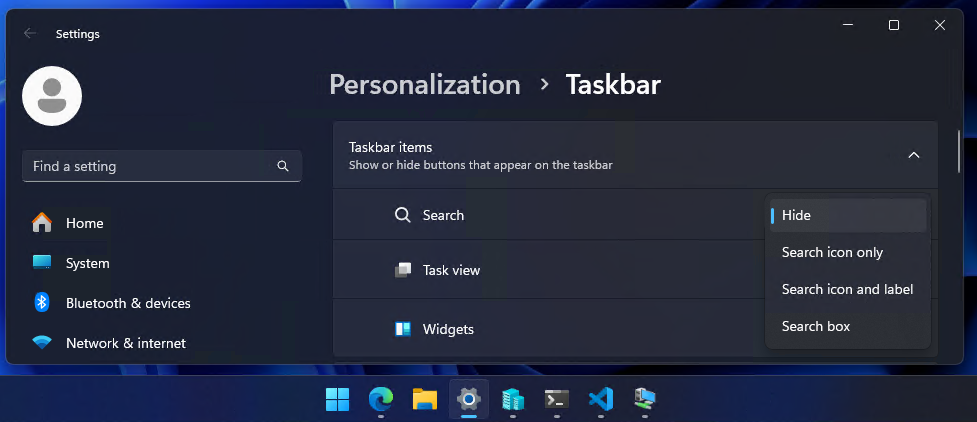 Settings
Personalization > Taskbar
Find a setting
Home
System
Bluetooth & devices
Network & internet
Taskbar items
Show or hide buttons that appear on the taskbar
Search
Task view
Widgets
Hide
Search icon only
Search icon and label
Search box